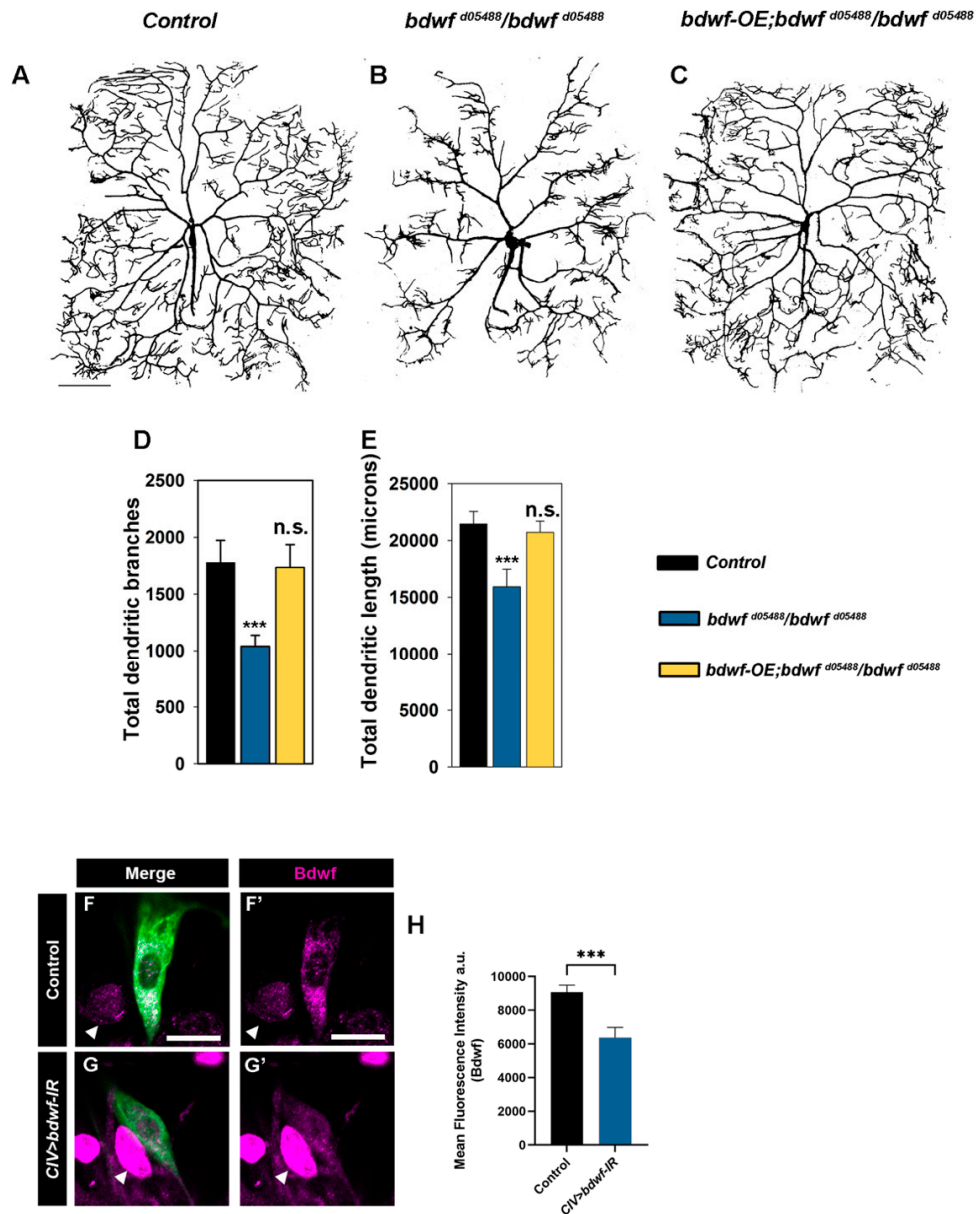 Control
bdwf d05488/bdwf d05488
bdwf-OE;bdwf d05488/bdwf d05488
A
B
C
D
E
Total dendritic branches
2500
2000
1500
1000
500
0
***
n.s.
Total dendritic length (microns)
25000
20000
15000
10000
5000
0
***
n.s.
Control
bdwf d05488/bdwf d05488
bdwf-OE;bdwf d05488/bdwf d05488
Merge
Bdwf
Control
F
F'
CIV>bdwf-IR
G
G'
H
Mean Fluorescence Intensity a.u.
(Bdwf)
10000
8000
6000
4000
2000
0
***
Control
CIV>bdwf-IR